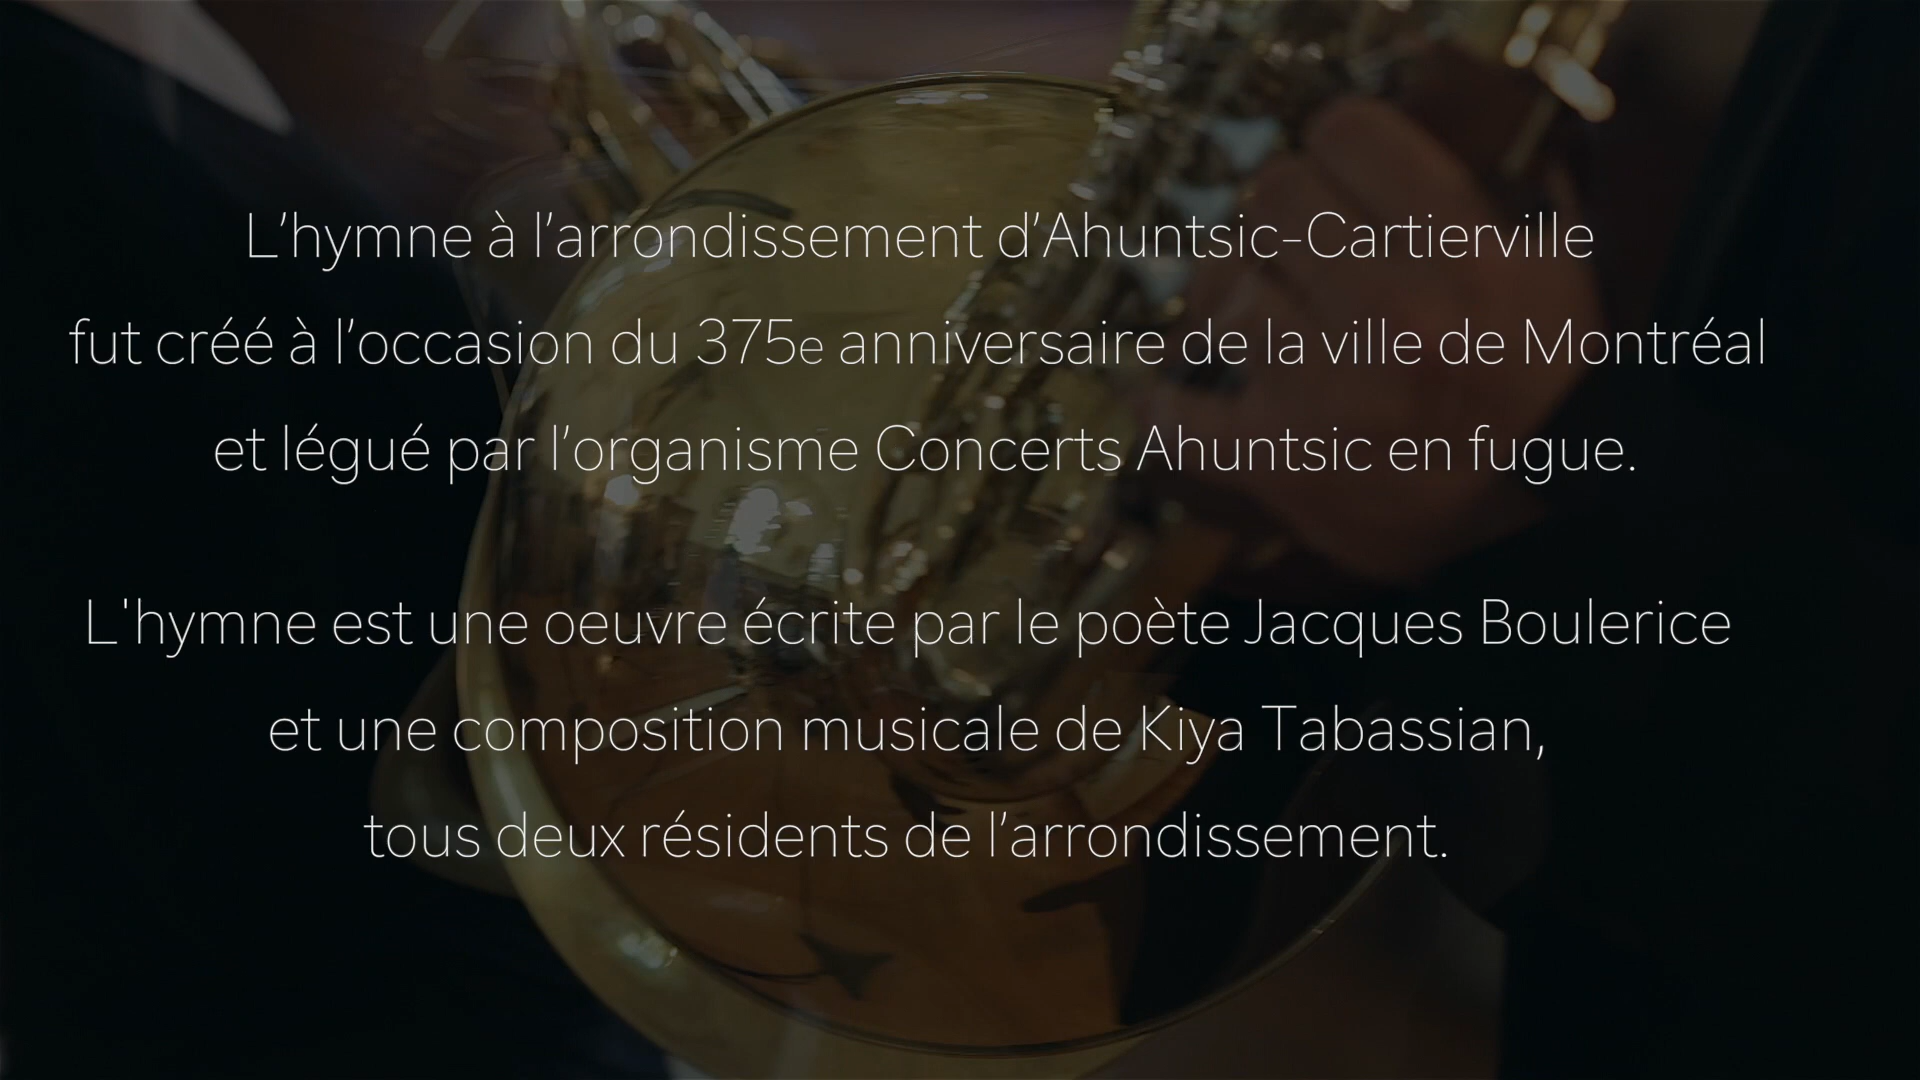 L’hymne à l’arrondissement d’Ahuntsic-Cartierville
fut créé à l’occasion du 375e anniversaire de la ville de Montréal
et légué par l’organisme Concerts Ahuntsic en fugue.
L'hymne est une oeuvre écrite par le poète Jacques Boulerice
et une composition musicale de Kiya Tabassian,
tous deux résidents de l’arrondissement.